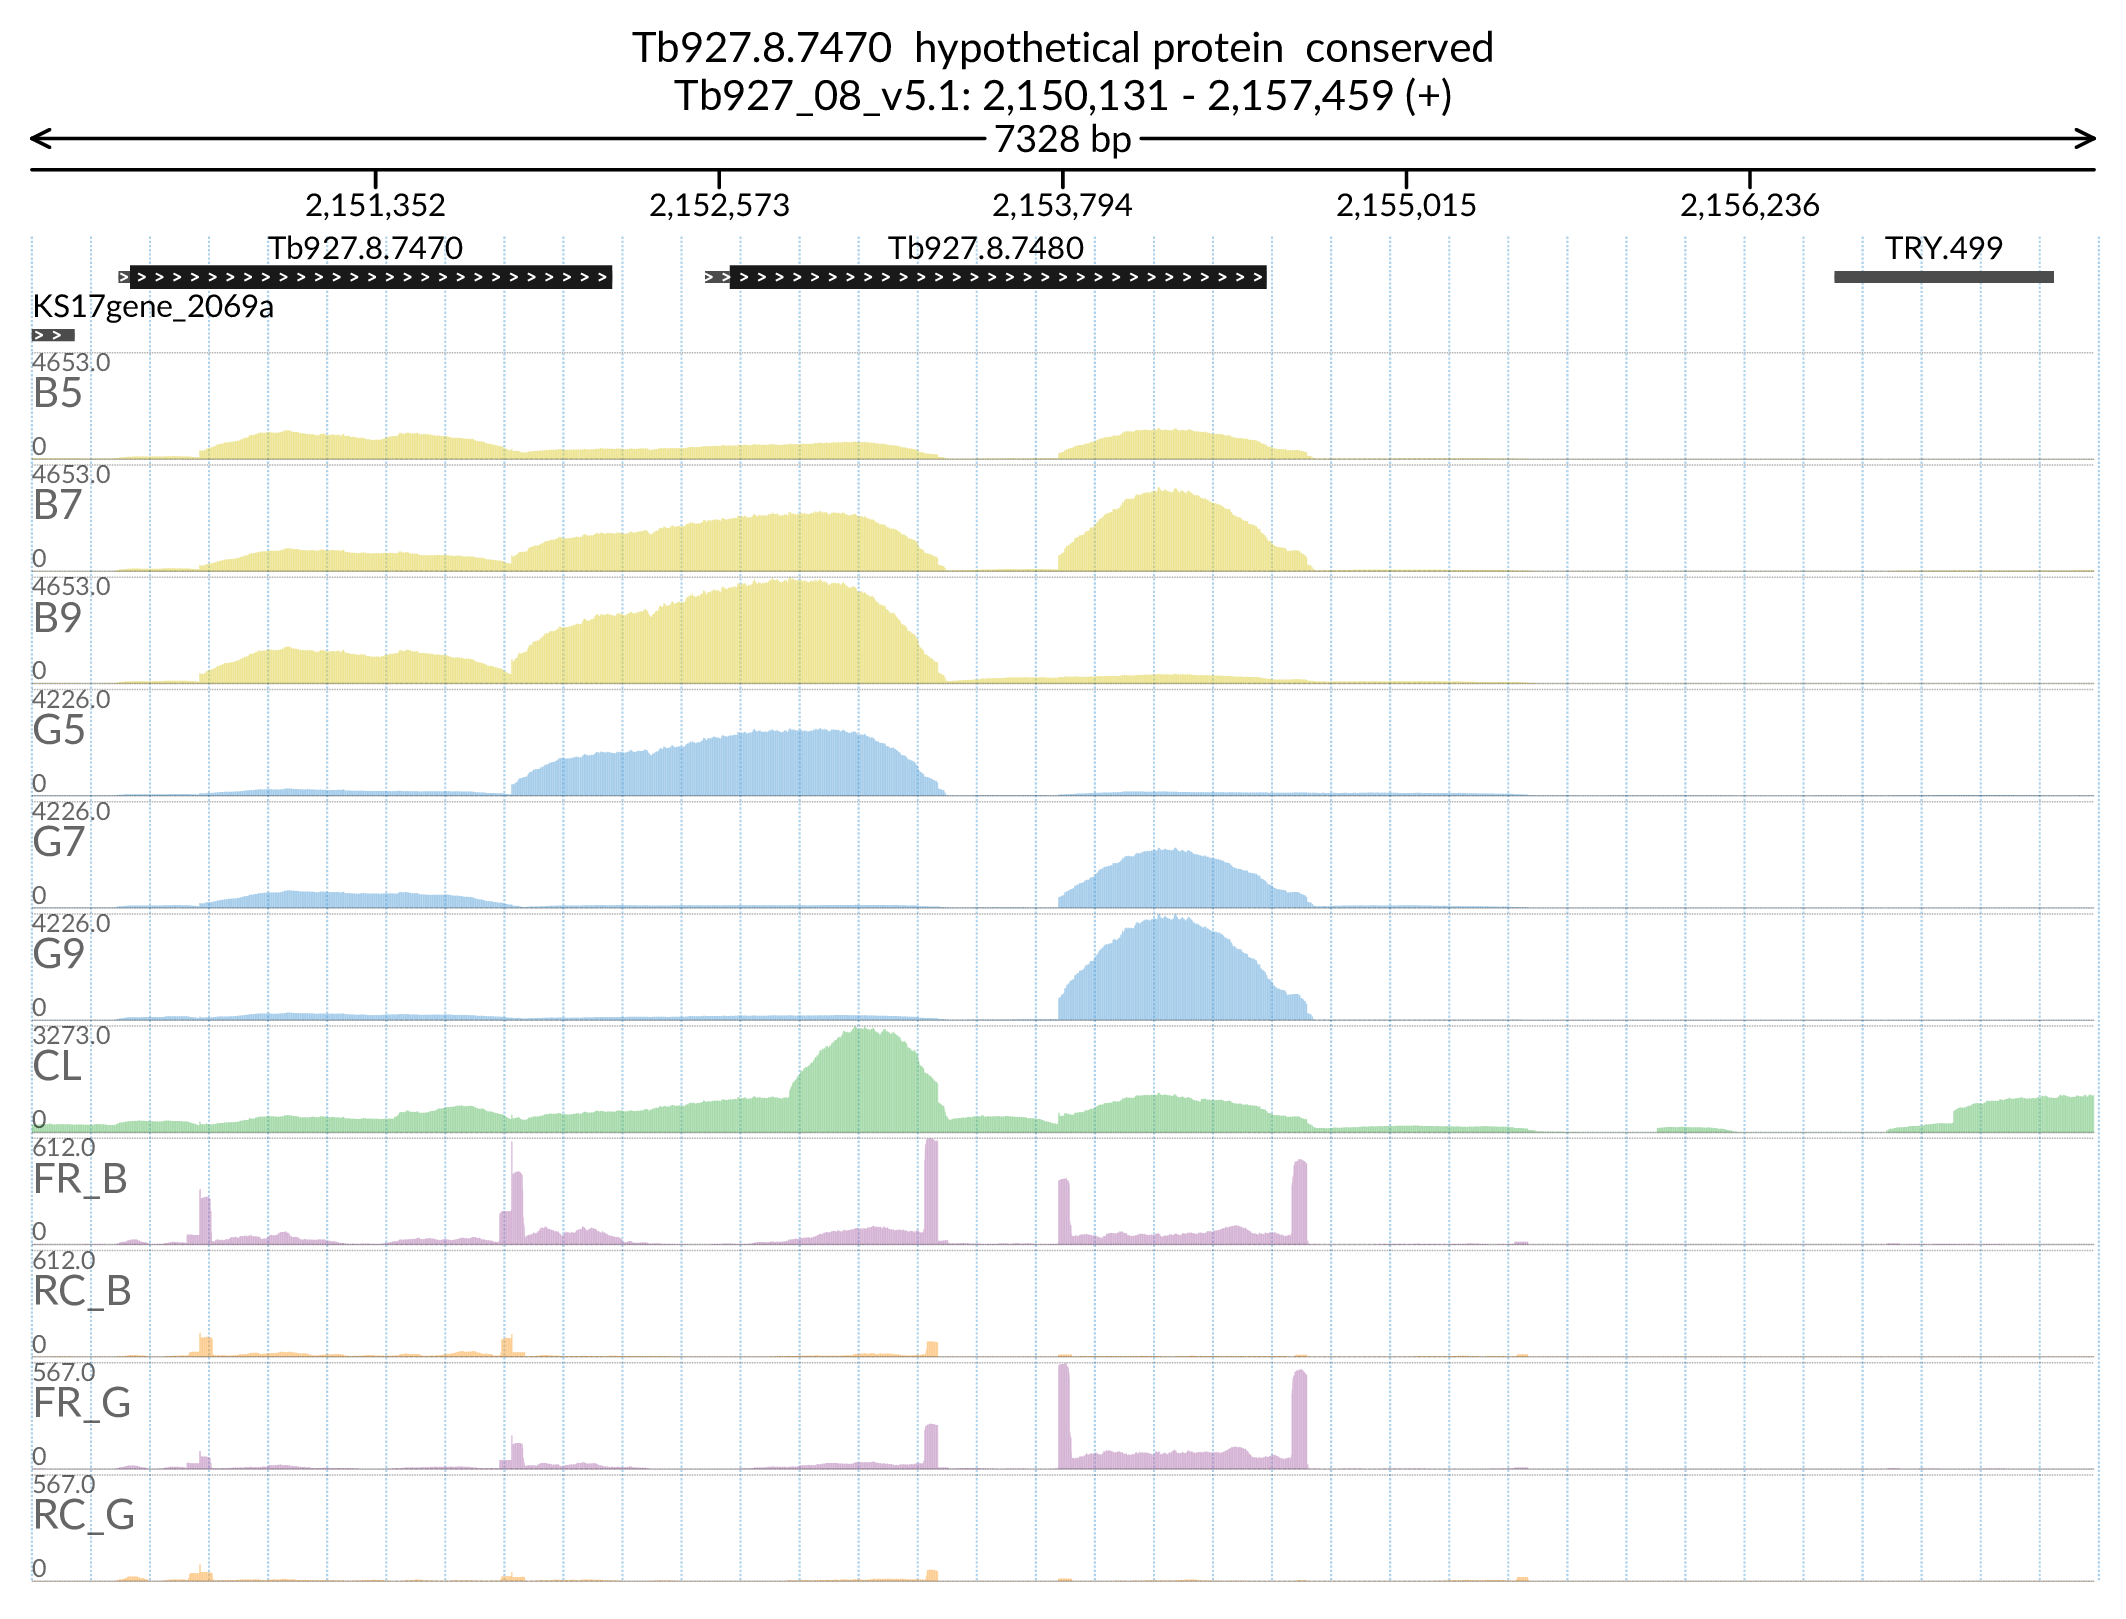 Tb927.8.7470  hypothetical protein  conserved
Tb927_08_v5.1: 2,150,131 - 2,157,459 (+)
7328 bp
2,151,352 2,152,573 2,153,794 2,155,015 2,156,236
Tb927.8.7470 Tb927.8.7480 TRY.499
KS17gene_2069a
4653.0
B5
0
4653.0
B7
0
4653.0
B9
0
4226.0
G5
0
4226.0
G7
0
4226.0
G9
0
3273.0
CL
0
612.0
FR_B
0
612.0
RC_B
0
567.0
FR_G
0
567.0
RC_G
0